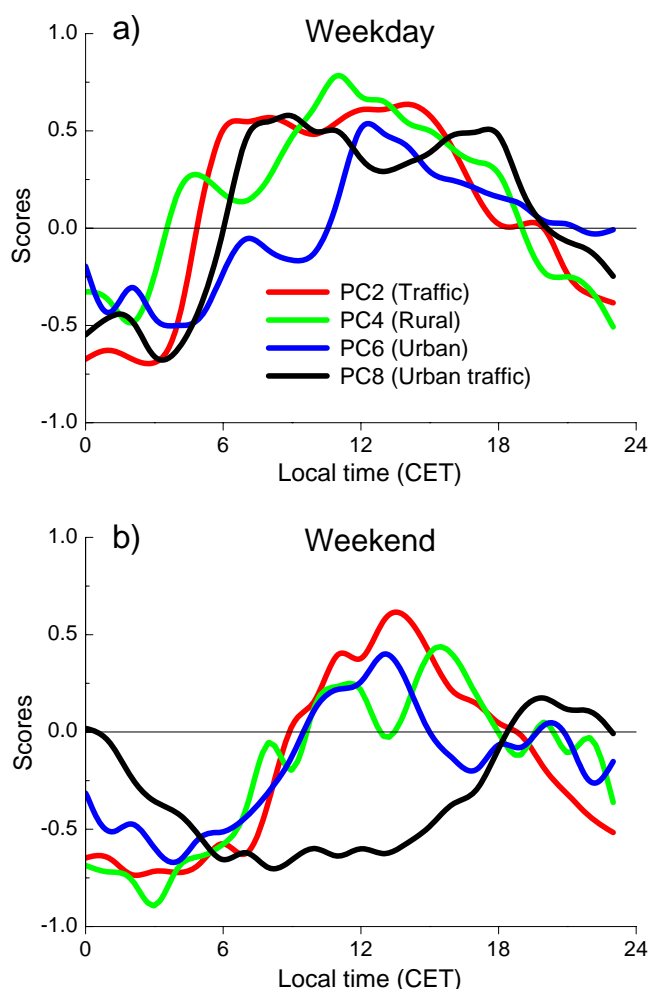 a) Weekday
1.0
0.5
0.0
-0.5
-1.0
Scores
PC2 (Traffic)
PC4 (Rural)
PC6 (Urban)
PC8 (Urban traffic)
0 6 12 18 24
Local time (CET)
b) Weekend
1.0
0.5
0.0
-0.5
-1.0
Scores
0 6 12 18 24
Local time (CET)